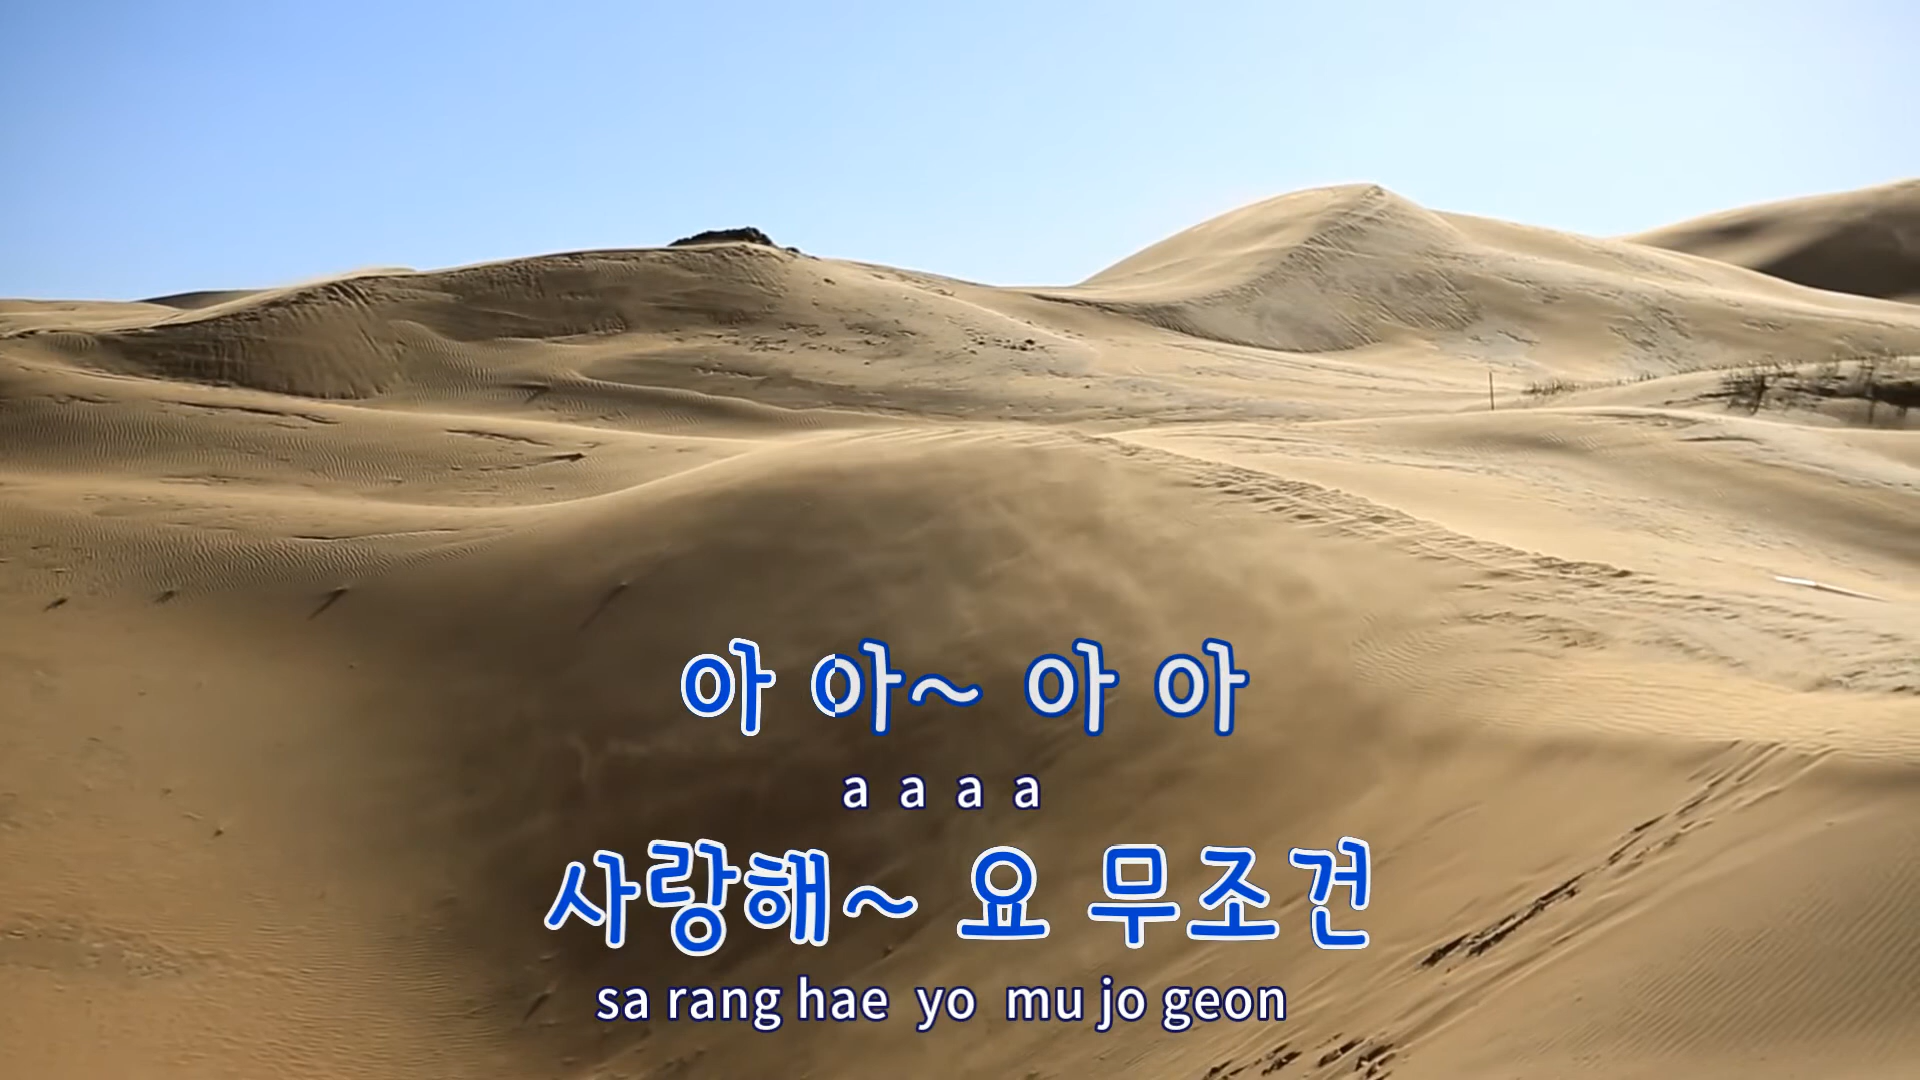 아 아~ 아 아
a a a a
사랑해~ 요 무조건
sa rang hae yo mu jo geon